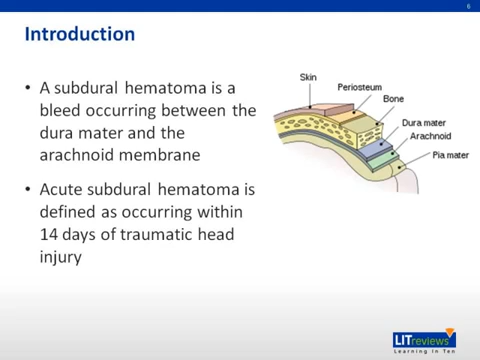 6
Introduction
• A subdural hematoma is a
bleed occurring between the
dura mater and the
arachnoid membrane
• Acute subdural hematoma is
defined as occurring within
14 days of traumatic head
injury
Skin
Periosteum
Bone
Dura mater
Arachnoid
Pia mater
LITreviews
Learning in Ten